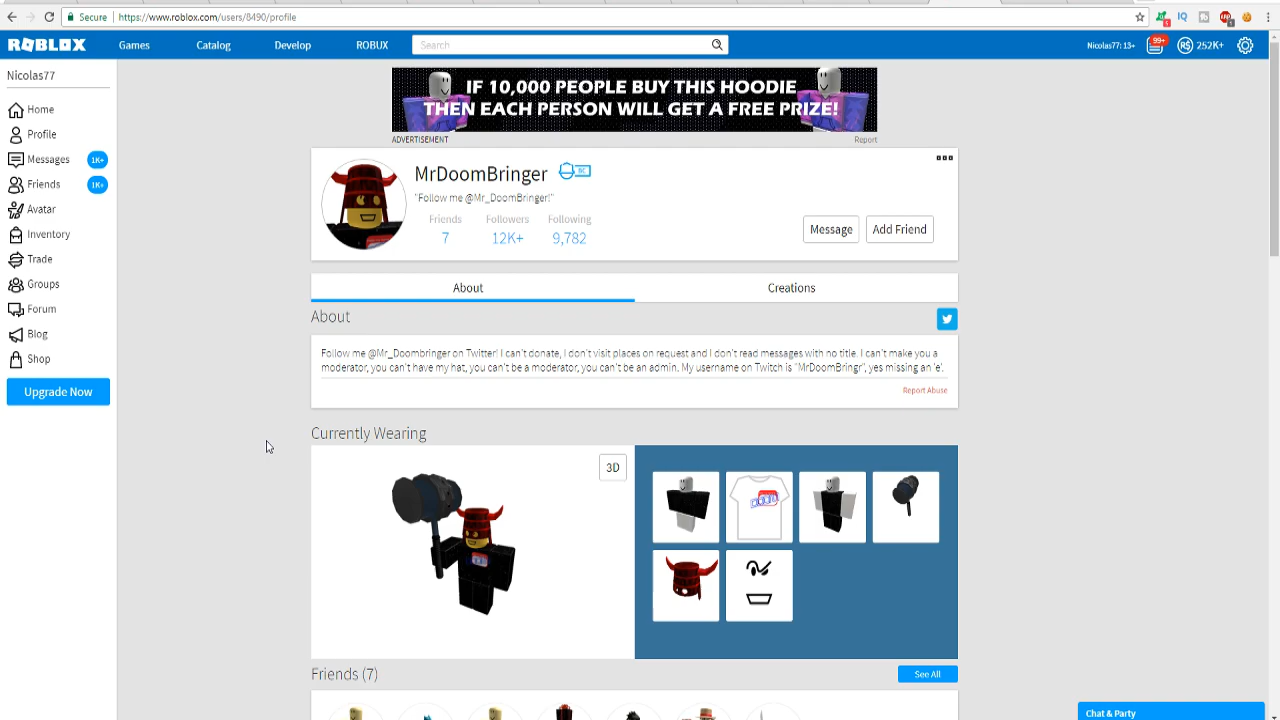 Secure
https://www.roblox.com/users/8490/profile
IQ
ROBLOX
Games
Catalog
Develop
ROBUX
Search
Nicolas77: 13+
99+
R$
252K+
Nicolas77
Home
Profile
Messages
1K+
Friends
1K+
Avatar
Inventory
Trade
Groups
Forum
Blog
Shop
Upgrade Now
IF 10,000 PEOPLE BUY THIS HOODIE
THEN EACH PERSON WILL GET A FREE PRIZE!
ADVERTISEMENT
Report
MrDoomBringer
"Follow me @Mr_DoomBringer!"
Friends
Followers
Following
7
12K+
9,782
Message
Add Friend
About
Creations
About
Follow me @Mr_Doombringer on Twitter! I can't donate, I don't visit places on request and I don't read messages with no title. I can't make you a
moderator, you can't have my hat, you can't be a moderator, you can't be an admin. My username on Twitch is "MrDoomBringr", yes missing an 'e'.
Report Abuse
Currently Wearing
3D
Friends (7)
See All
Chat & Party